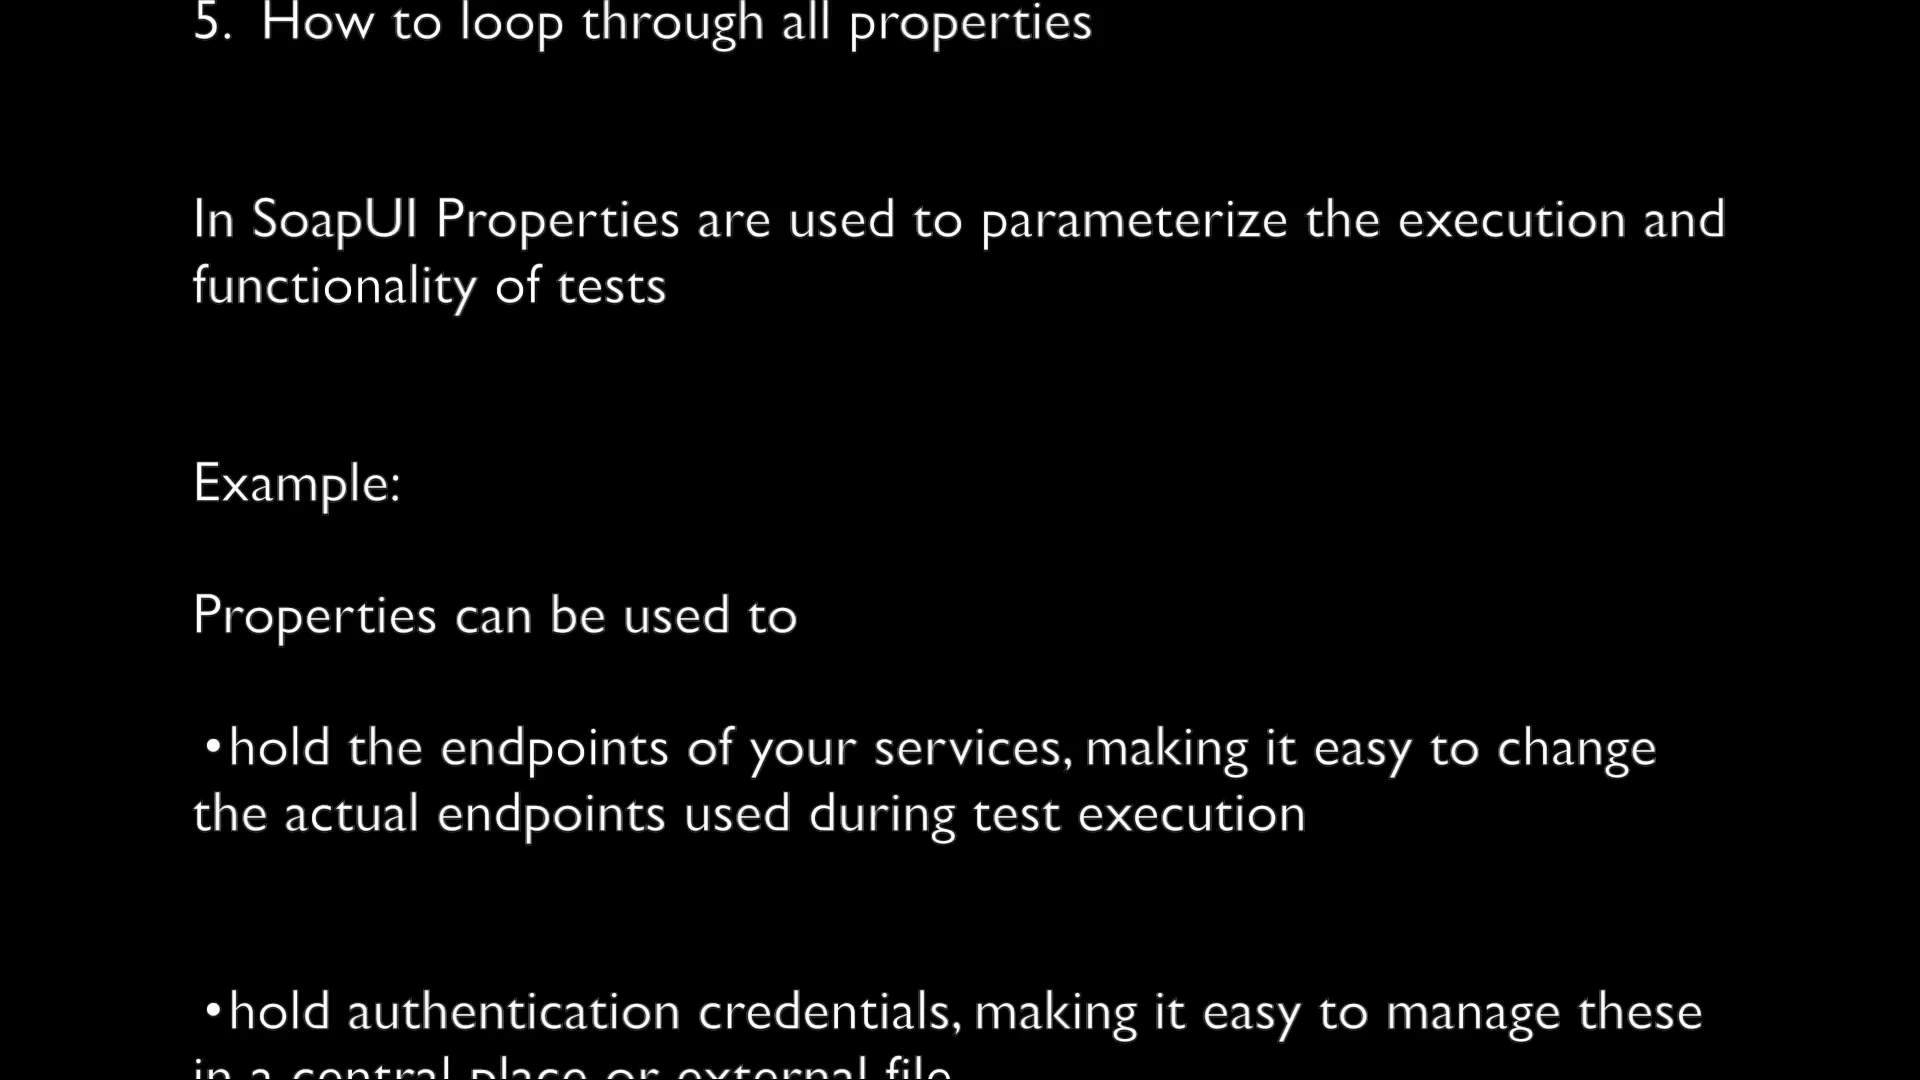 5. How to loop through all properties
In SoapUI Properties are used to parameterize the execution and
functionality of tests
Example:
Properties can be used to
•hold the endpoints of your services, making it easy to change
the actual endpoints used during test execution
•hold authentication credentials, making it easy to manage these
in a central place or external file